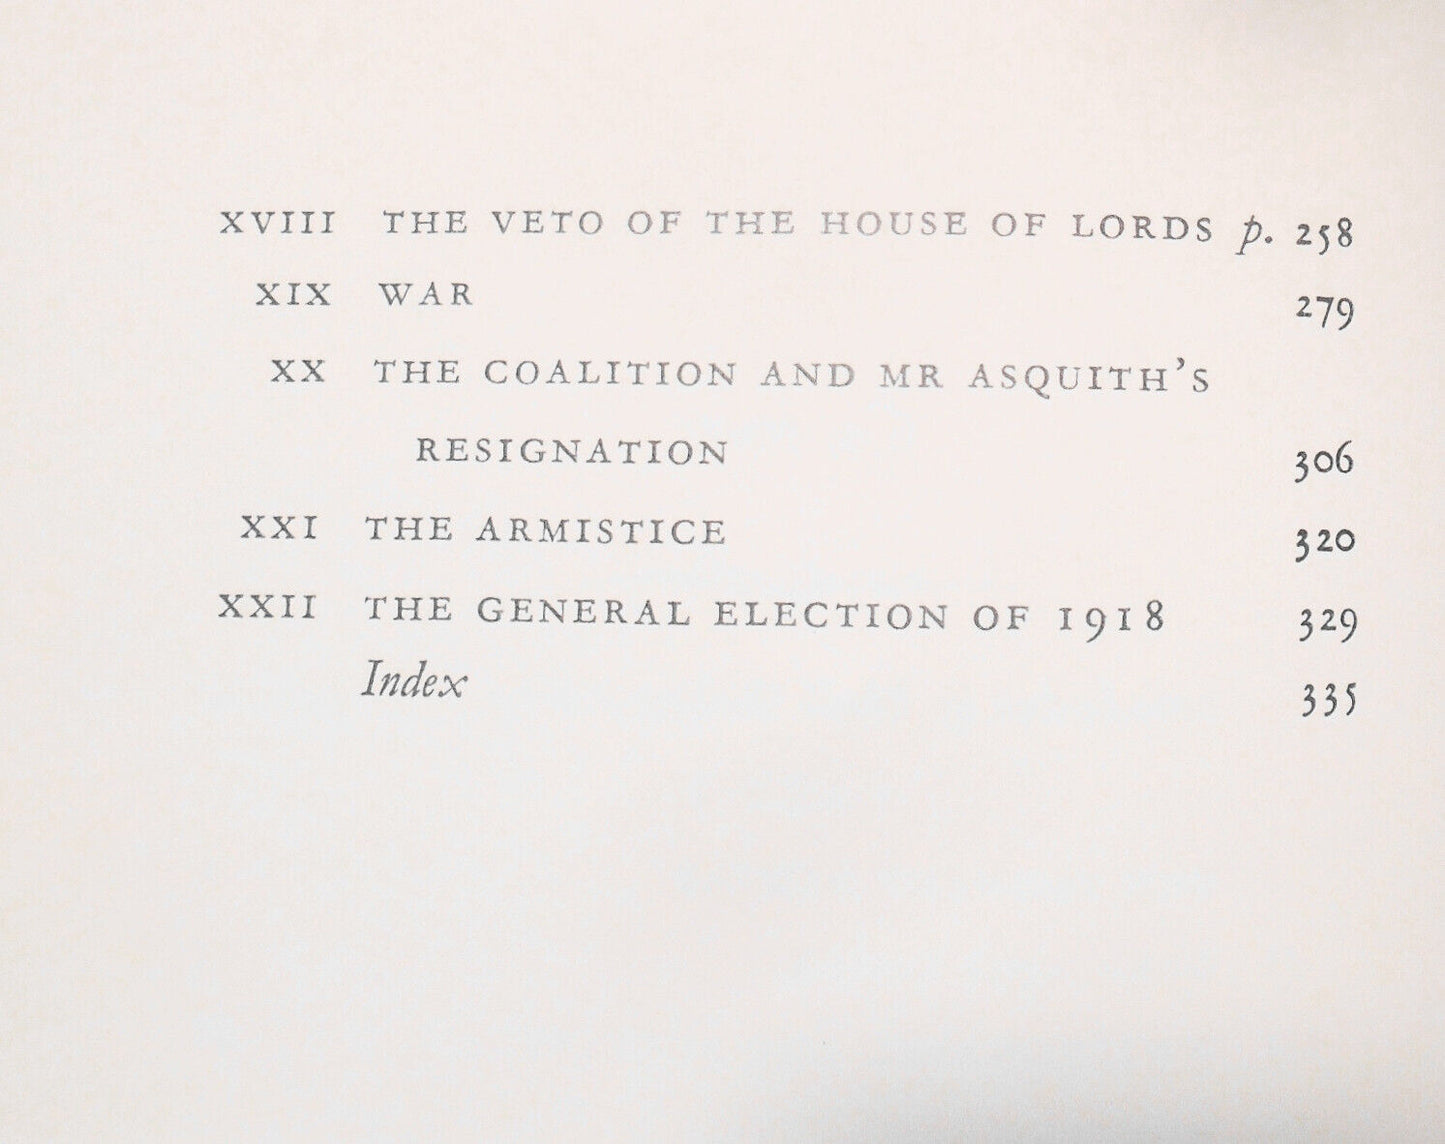 XVIII THE VETO OF THE HOUSE OF LORDS p. 258
XIX WAR 279
XX THE COALITION AND MR ASQUITH'S
RESIGNATION 306
XXI THE ARMISTICE 320
XXII THE GENERAL ELECTION OF 1918 329
Index 335